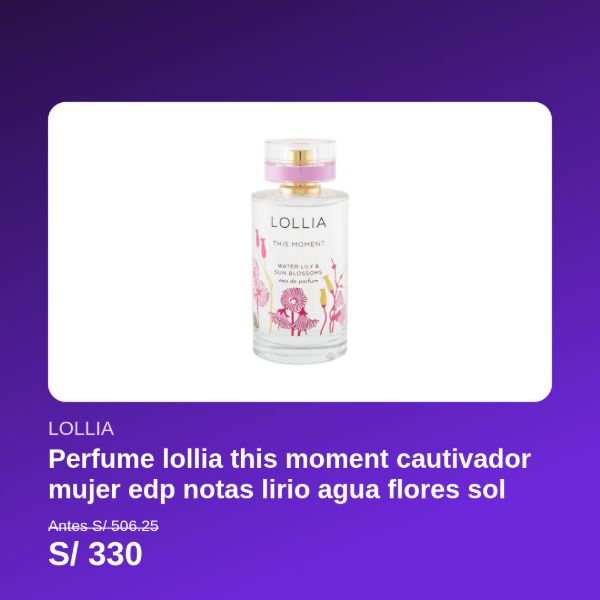 LOLLIA
THIS MOMENT
WATER LILY &
SUN BLOSSOMS
eau de parfum
LOLLIA
Perfume lollia this moment cautivador
mujer edp notas lirio agua flores sol
Antes S/ 506.25
S/ 330